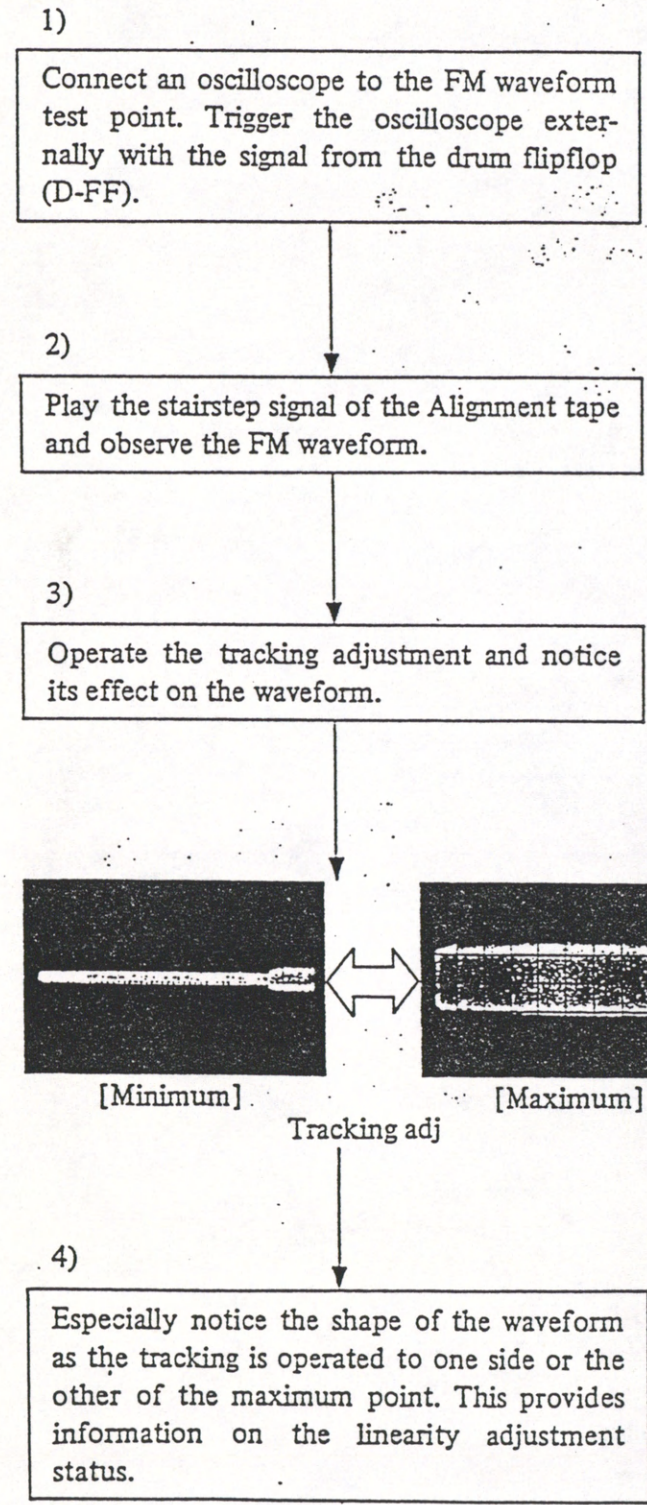 1)
Connect an oscilloscope to the FM waveform
test point. Trigger the oscilloscope exter-
nally with the signal from the drum flipflop
(D-FF).
2)
Play the stairstep signal of the Alignment tape
and observe the FM waveform.
3)
Operate the tracking adjustment and notice
its effect on the waveform.
[Minimum]
[Maximum]
Tracking adj
4)
Especially notice the shape of the waveform
as the tracking is operated to one side or the
other of the maximum point. This provides
information on the linearity adjustment
status.